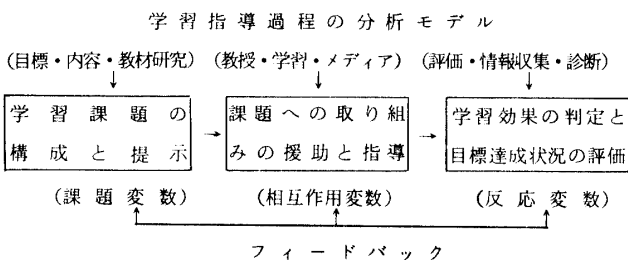 学習指導過程の分析モデル
(目標・内容・教材研究) (教授・学習・メディア) (評価・情報収集・診断)
学習課題の
構成と提示
課題への取り組
みの援助と指導
学習効果の判定と
目標達成状況の評価
(課題変数) (相互作用変数) (反応変数)
フィードバック